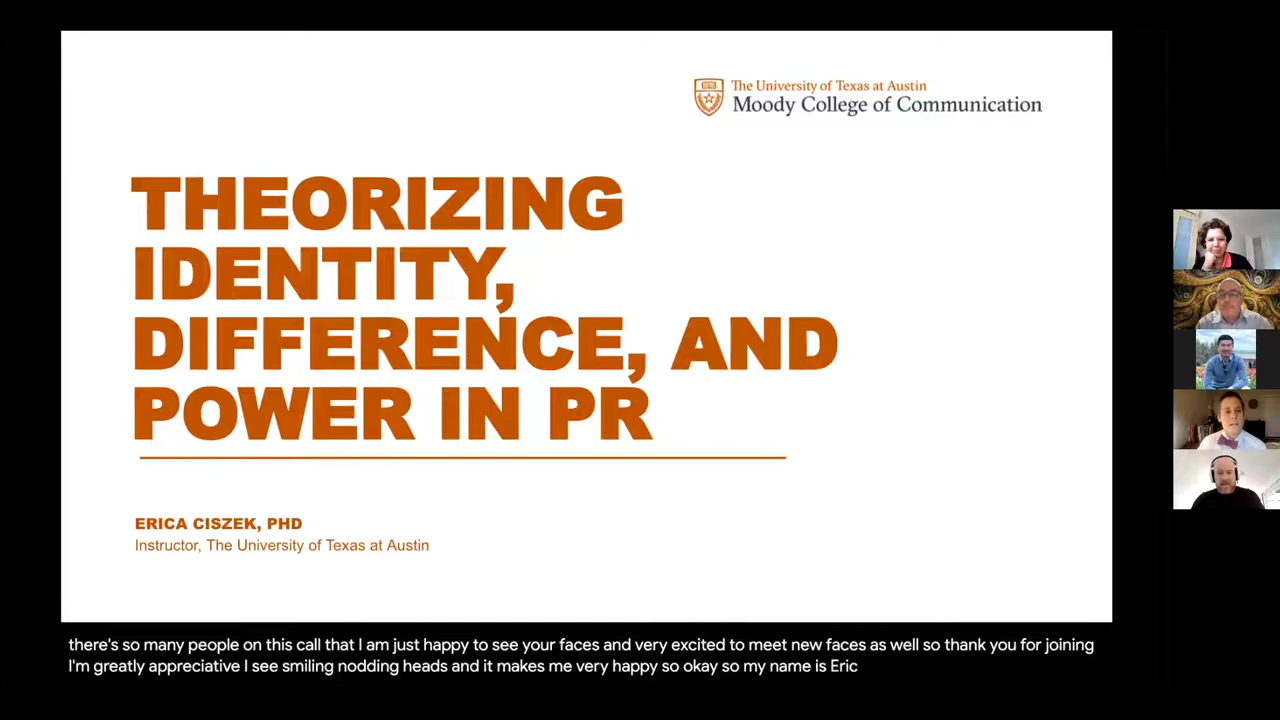 The University of Texas at Austin
Moody College of Communication
THEORIZING
IDENTITY,
DIFFERENCE, AND
POWER IN PR
ERICA CISZEK, PHD
Instructor, The University of Texas at Austin
there's so many people on this call that I am just happy to see your faces and very excited to meet new faces as well so thank you for joining
I'm greatly appreciative I see smiling nodding heads and it makes me very happy so okay so my name is Eric